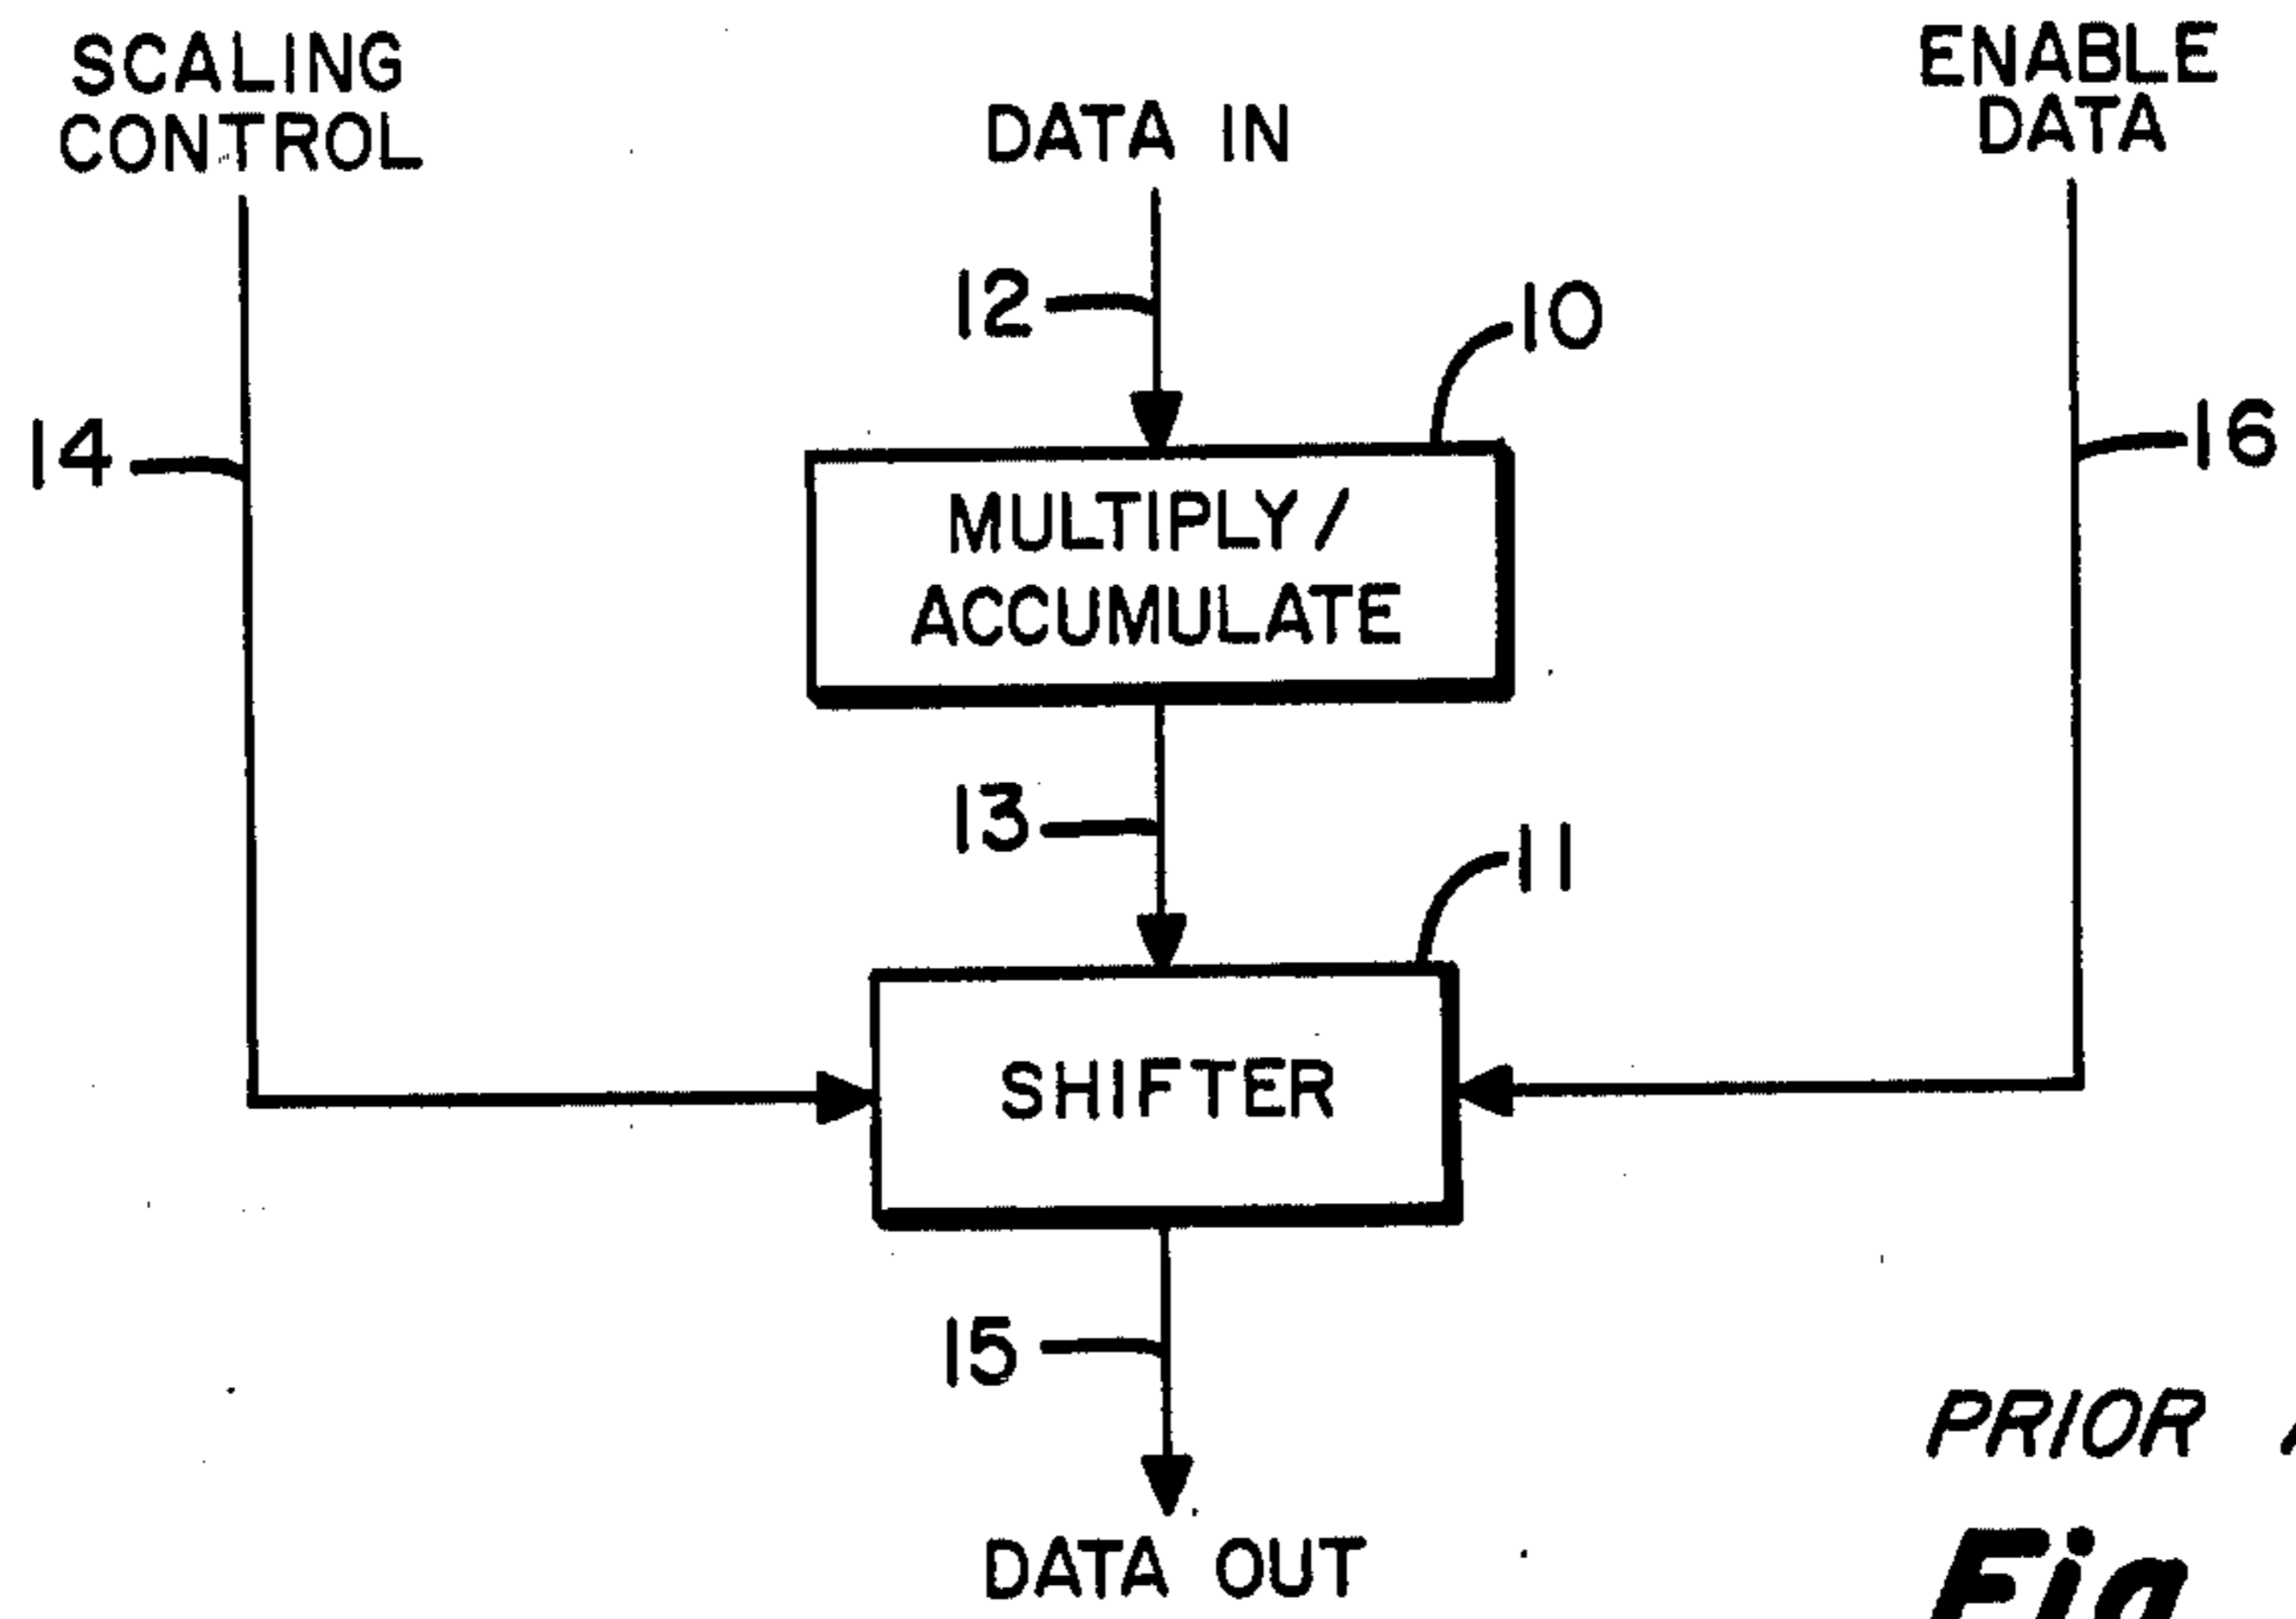 SCALING
CONTROL
DATA IN
ENABLE
DATA
12
10
14
16
MULTIPLY/
ACCUMULATE
13
11
SHIFTER
15
PRIOR
DATA OUT
Fig